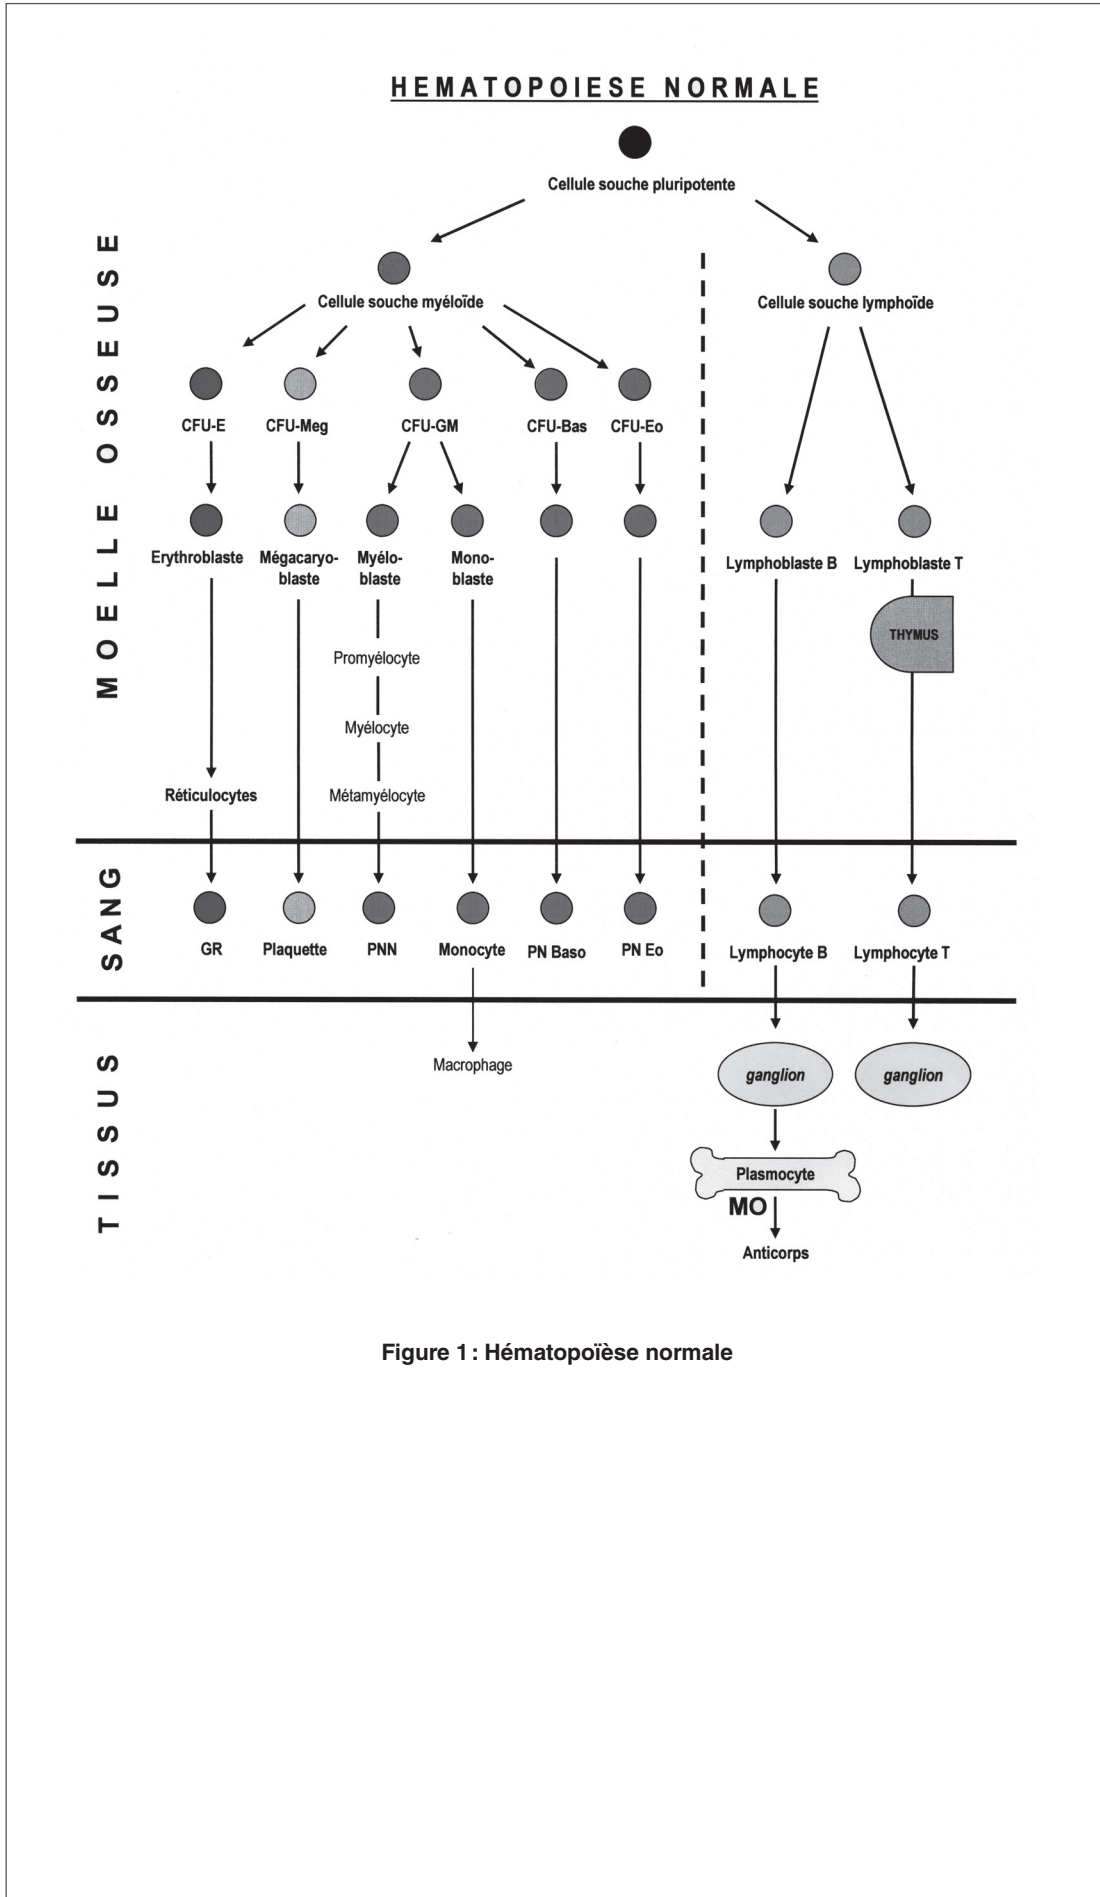 HEMATOPOIESE NORMALE
Cellule souche pluripotente
MOELLE OSSEUSE
Cellule souche myéloïde
Cellule souche lymphoïde
CFU-E
CFU-Meg
CFU-GM
CFU-Bas
CFU-Eo
Erythroblaste
Mégacaryo-
blaste
Myélo-
blaste
Mono-
blaste
Lymphoblaste B
Lymphoblaste T
THYMUS
Promyélocyte
Myélocyte
Réticulocytes
Métamyélocyte
SANG
GR
Plaquette
PNN
Monocyte
PN Baso
PN Eo
Lymphocyte B
Lymphocyte T
TISSUS
Macrophage
ganglion
ganglion
Plasmocyte
MO
Anticorps
Figure 1 : Hématopoïèse normale